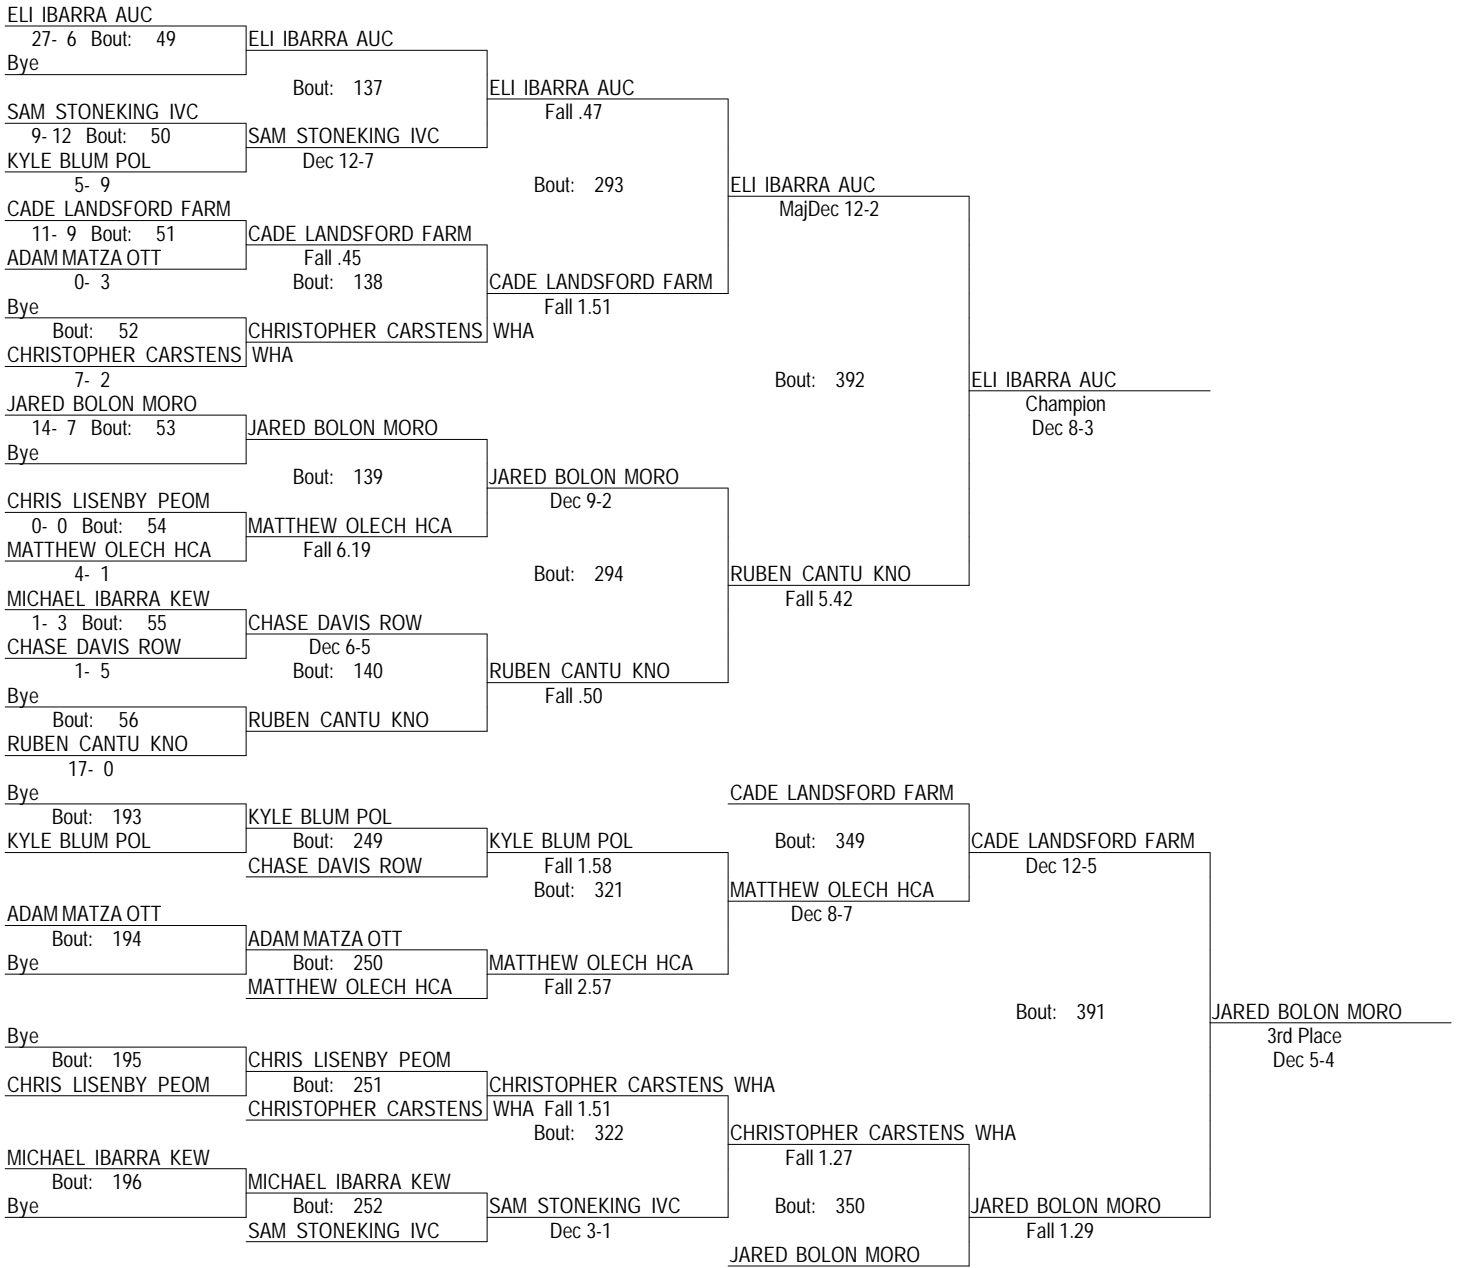 ELI IBARRA AUC
27- 6 Bout: 49 ELI IBARRA AUC
Bye
Bout: 137 ELI IBARRA AUC
SAM STONEKING IVC Fall .47
9- 12 Bout: 50 SAM STONEKING IVC
KYLE BLUM POL Dec 12-7
5- 9 Bout: 293 ELI IBARRA AUC
CADE LANDSFORD FARM MajDec 12-2
11- 9 Bout: 51 CADE LANDSFORD FARM
ADAM MATZA OTT Fall .45
0- 3 Bout: 138 CADE LANDSFORD FARM
Bye Fall 1.51
Bout: 52 CHRISTOPHER CARSTENS WHA
CHRISTOPHER CARSTENS WHA
7- 2 Bout: 392 ELI IBARRA AUC
JARED BOLON MORO Champion
14- 7 Bout: 53 JARED BOLON MORO Dec 8-3
Bye
Bout: 139 JARED BOLON MORO
CHRIS LISENBY PEOM Dec 9-2
0- 0 Bout: 54 MATTHEW OLECH HCA
MATTHEW OLECH HCA Fall 6.19
4- 1 Bout: 294 RUBEN CANTU KNO
MICHAEL IBARRA KEW Fall 5.42
1- 3 Bout: 55 CHASE DAVIS ROW
CHASE DAVIS ROW Dec 6-5
1- 5 Bout: 140 RUBEN CANTU KNO
Bye Fall .50
Bout: 56 RUBEN CANTU KNO
RUBEN CANTU KNO
17- 0
Bye CADE LANDSFORD FARM
Bout: 193 KYLE BLUM POL
KYLE BLUM POL Bout: 249 KYLE BLUM POL Bout: 349 CADE LANDSFORD FARM
CHASE DAVIS ROW Fall 1.58 Dec 12-5
Bout: 321 MATTHEW OLECH HCA
ADAM MATZA OTT Dec 8-7
Bout: 194 ADAM MATZA OTT
Bye Bout: 250 MATTHEW OLECH HCA
MATTHEW OLECH HCA Fall 2.57
Bout: 391 JARED BOLON MORO
Bye 3rd Place
Bout: 195 CHRIS LISENBY PEOM Dec 5-4
CHRIS LISENBY PEOM Bout: 251 CHRISTOPHER CARSTENS WHA
CHRISTOPHER CARSTENS WHA Fall 1.51
Bout: 322 CHRISTOPHER CARSTENS WHA
MICHAEL IBARRA KEW Fall 1.27
Bout: 196 MICHAEL IBARRA KEW
Bye Bout: 252 SAM STONEKING IVC Bout: 350 JARED BOLON MORO
SAM STONEKING IVC Dec 3-1 Fall 1.29
JARED BOLON MORO